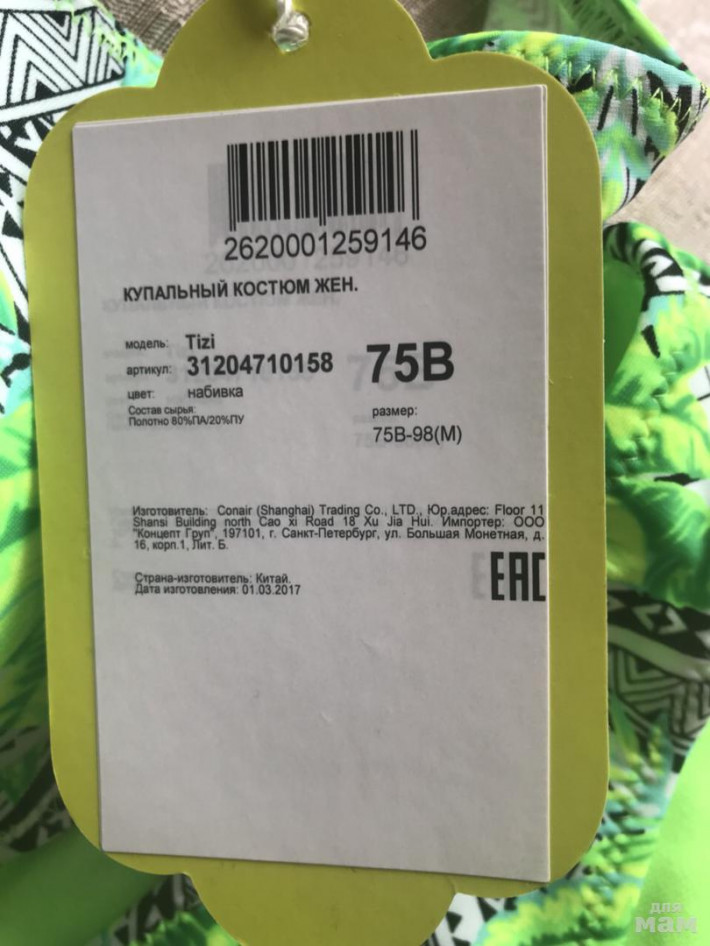 2620001259146
КУПАЛЬНЫЙ КОСТЮМ ЖЕН.
модель: Tizi
артикул: 31204710158 75B
цвет: набивка
Состав сырья:
Полотно 80%ПА/20%ПУ
размер:
75B-98(M)
Изготовитель: Conair (Shanghai) Trading Co., LTD., Юр.адрес: Floor 11
Shansi Building north Cao xi Road 18 Xu Jia Hui. Импортер: ООО
"Концепт Груп", 197101, г. Санкт-Петербург, ул. Большая Монетная, д.
16, корп.1, Лит. Б.
EAC
Страна-изготовитель: Китай.
Дата изготовления: 01.03.2017
для
мам